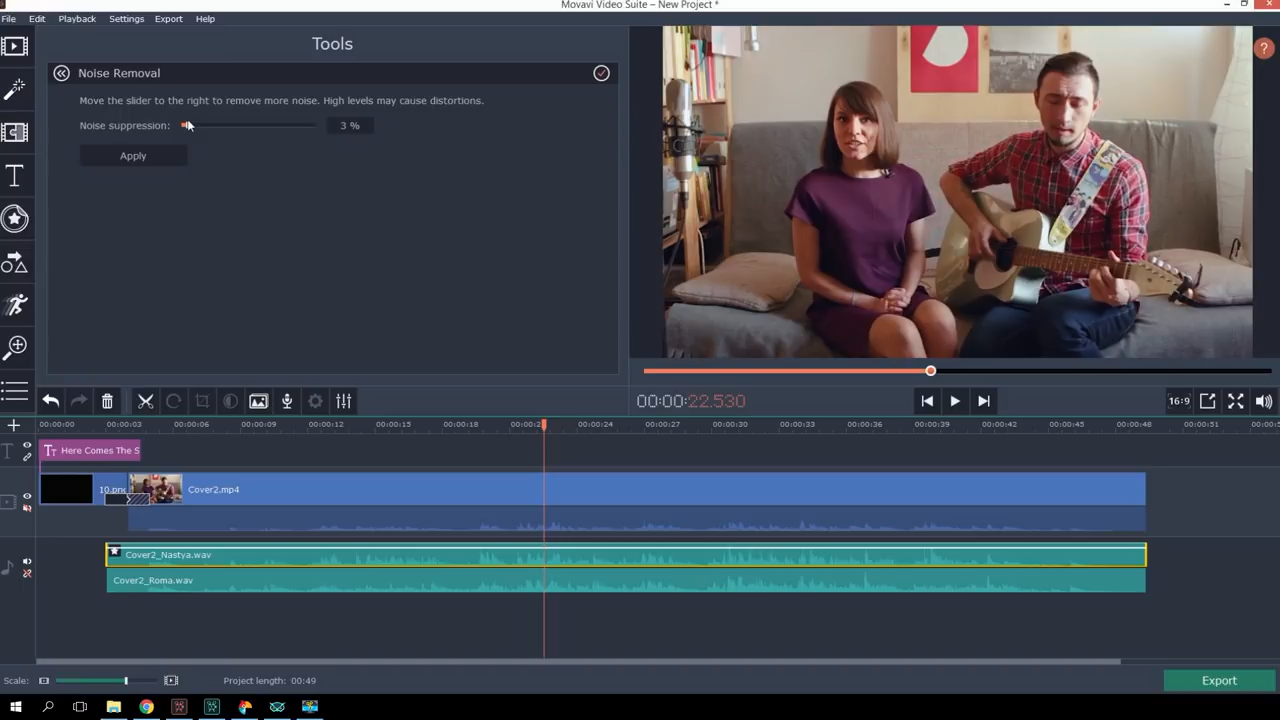 Movavi Video Suite – New Project *
File Edit Playback Settings Export Help
Tools
Noise Removal
Move the slider to the right to remove more noise. High levels may cause distortions.
Noise suppression: 3 %
Apply
00:00:22.530
16:9
00:00:00 00:00:03 00:00:06 00:00:09 00:00:12 00:00:15 00:00:18 00:00:24 00:00:27 00:00:30 00:00:33 00:00:36 00:00:39 00:00:42 00:00:45 00:00:48 00:00:51
Here Comes The S
10.png Cover2.mp4
Cover2_Nastya.wav
Cover2_Roma.wav
Scale: Project length: 00:49 Export